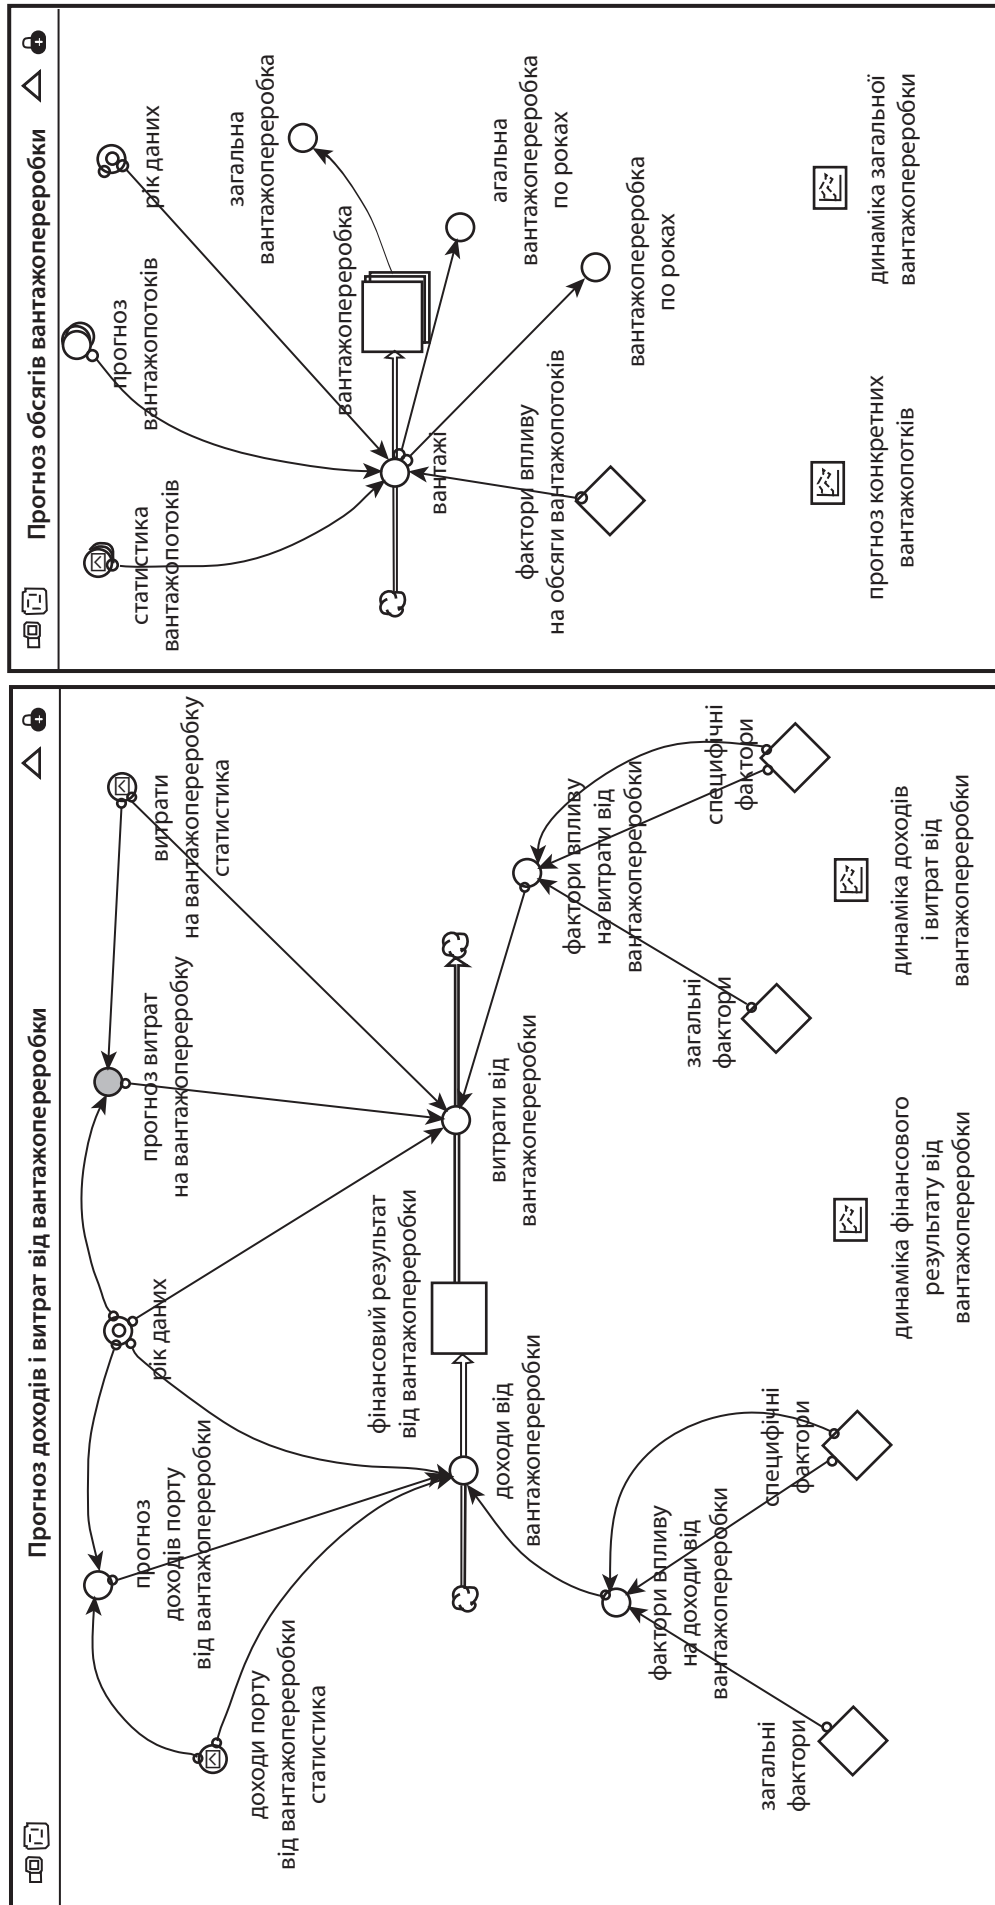 Прогноз доходів і витрат від вантажопереробки
доходи порту
від вантажопереробки
статистика
прогноз
доходів порту
від вантажопереробки
рік даних
прогноз витрат
на вантажопереробку
витрати
на вантажопереробку
статистика
фінансовий результат
від вантажопереробки
доходи від
вантажопереробки
витрати від
вантажопереробки
фактори впливу
на доходи від
вантажопереробки
загальні
фактори
специфічні
фактори
фактори впливу
на витрати від
вантажопереробки
загальні
фактори
специфічні
фактори
динаміка фінансового
результату від
вантажопереробки
динаміка доходів
і витрат від
вантажопереробки
Прогноз обсягів вантажопереробки
статистика
вантажопотоків
прогноз
вантажопотоків
рік даних
загальна
вантажопереробка
вантажопереробка
агальна
вантажопереробка
по роках
вантажі
вантажопереробка
по роках
фактори впливу
на обсяги вантажопотоків
прогноз конкретних
вантажопотків
динаміка загальної
вантажопереробки